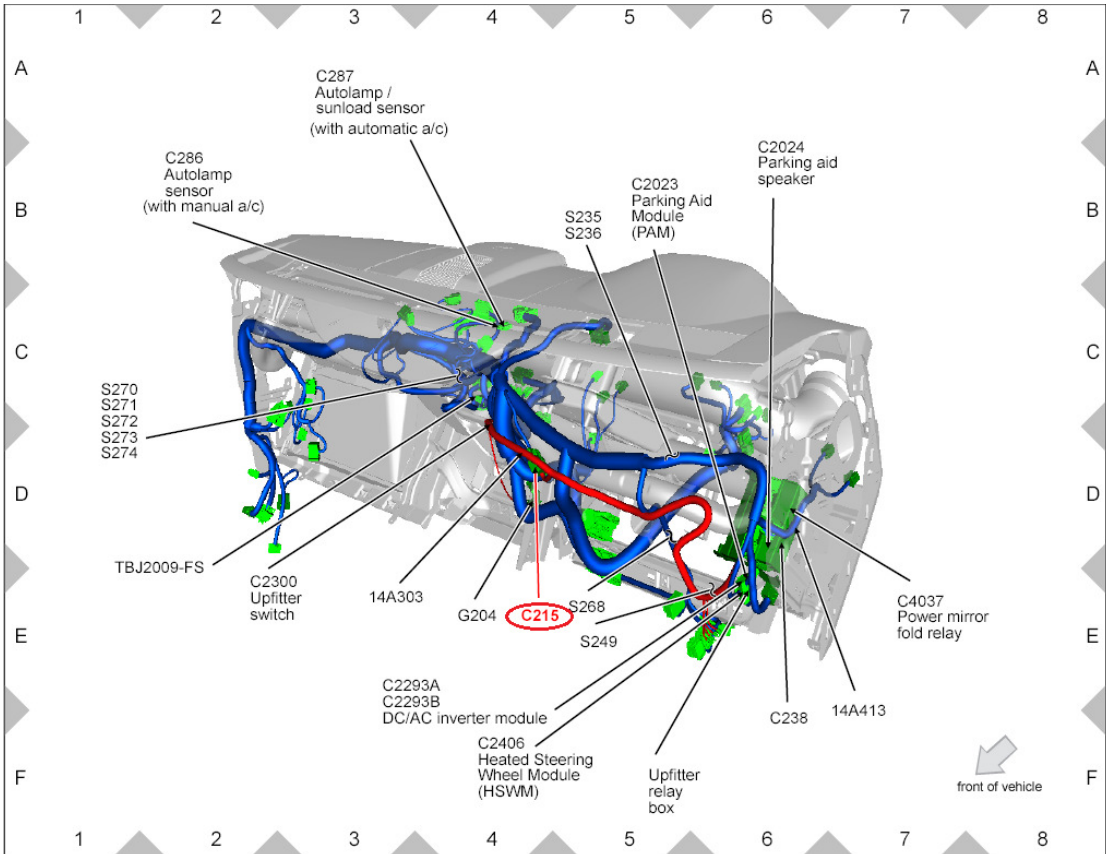 1 2 3 4 5 6 7 8
A A
C287
Autolamp /
sunload sensor
(with automatic a/c)
C286
Autolamp
sensor
(with manual a/c)
C2024
Parking aid
speaker
C2023
Parking Aid
Module
(PAM)
B B
S235
S236
C C
S270
S271
S272
S273
S274
D D
TBJ2009-FS
C2300
Upfitter
switch
14A303
G204
C215
S268
S249
C4037
Power mirror
fold relay
E E
C2293A
C2293B
DC/AC inverter module
C238
14A413
C2406
Heated Steering
Wheel Module
(HSWM)
Upfitter
relay
box
F F
front of vehicle
1 2 3 4 5 6 7 8